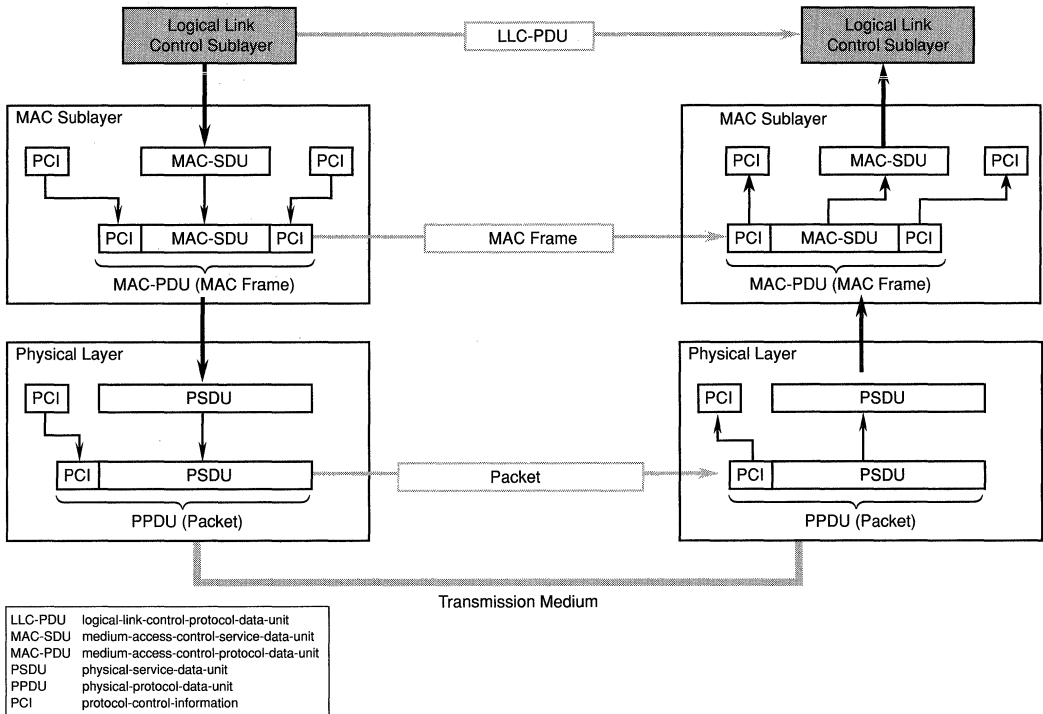 Logical Link
Control Sublayer
LLC-PDU
Logical Link
Control Sublayer
MAC Sublayer
PCI
MAC-SDU
PCI
PCI
MAC-SDU
PCI
MAC-PDU (MAC Frame)
MAC Frame
MAC Sublayer
PCI
MAC-SDU
PCI
PCI
MAC-SDU
PCI
MAC-PDU (MAC Frame)
Physical Layer
PCI
PSDU
PCI
PSDU
PPDU (Packet)
Packet
Physical Layer
PCI
PSDU
PCI
PSDU
PPDU (Packet)
Transmission Medium
LLC-PDU logical-link-control-protocol-data-unit
MAC-SDU medium-access-control-service-data-unit
MAC-PDU medium-access-control-protocol-data-unit
PSDU physical-service-data-unit
PPDU physical-protocol-data-unit
PCI protocol-control-information